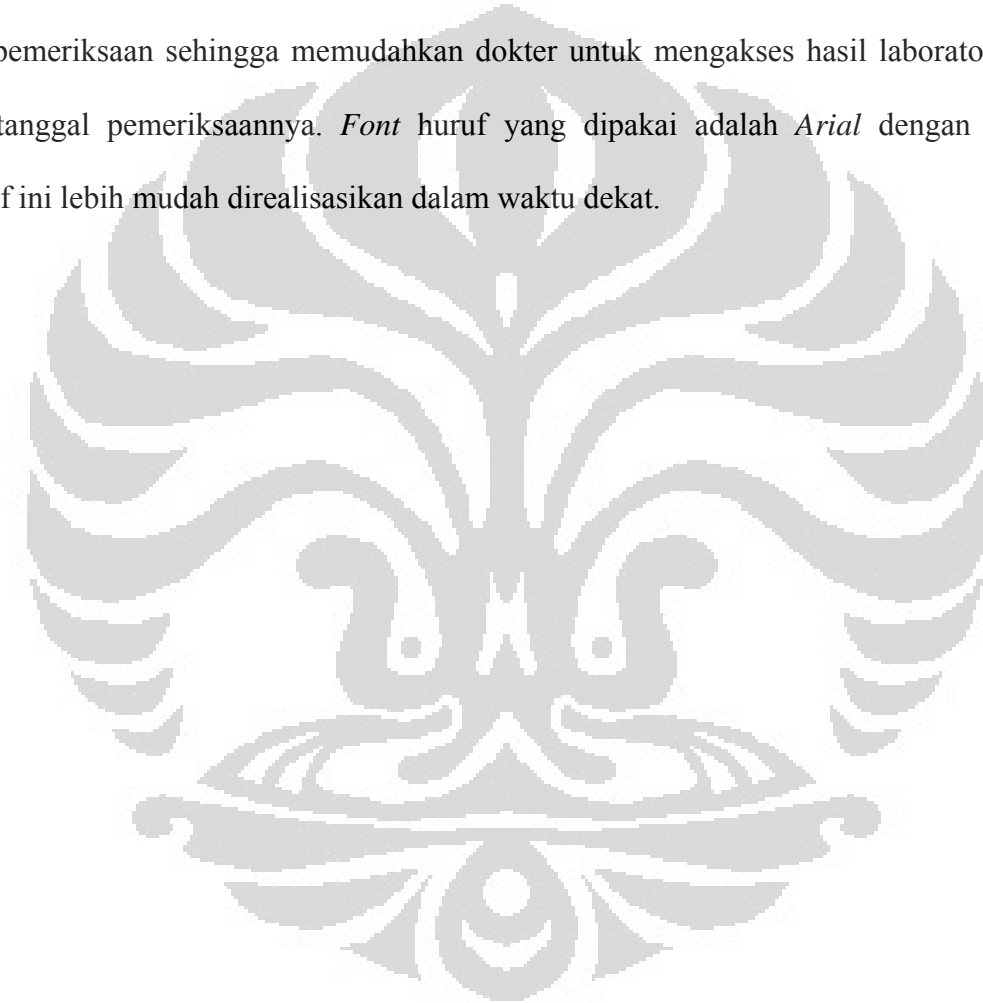 pemeriksaan sehingga memudahkan dokter untuk mengakses hasil
tanggal pemeriksaannya. Font huruf yang dipakai adalah Arial dengan
ini lebih mudah direalisasikan dalam waktu dekat.